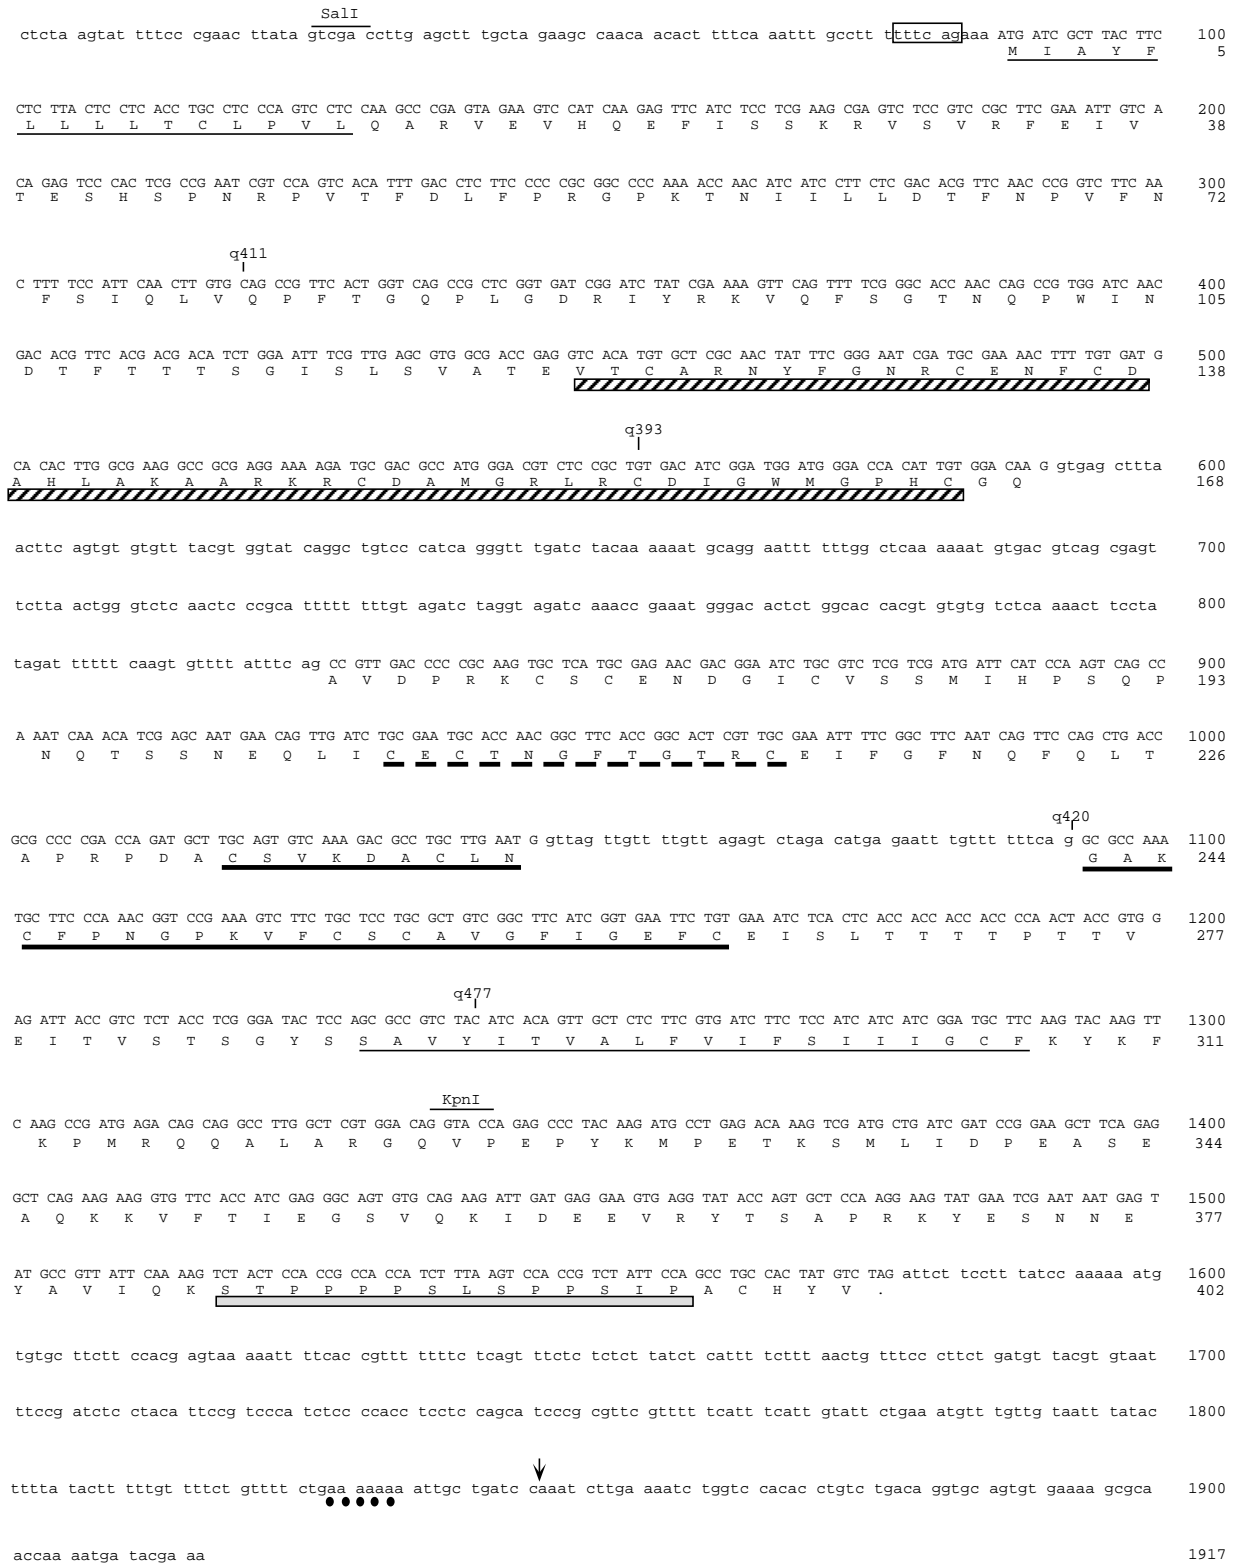 SalI
ctcta aagtat tttcc cgaac ttata gtcga ccttg agctt tgcta gaagc caaca acact tttca aattt gcctt ttttc agaaa ATG ATC GCT TAC TTC 100
M I A Y F 5
CTC TTA CTC CTC ACC TGC CTC CCA GTC CTC CAA GCC CGA GTA GAA GTC CAT CAA GAG TTC ATC TCC TCG AAG CGA GTC TCC GTC CGC TTC GAA ATT GTC A 200
L L L L T C L P V L Q A R V E V H Q E F I S S K R V S V R F E I V 38
CA GAG TCC CAC TCG CCG AAT CGT CCA GTC ACA TTT GAC CTC TTC CCC CGC GGC CCC AAA ACC AAC ATC ATC CTT CTC GAC ACG TTC AAC CCG GTC TTC AA 300
T E S H S P N R P V T F D L F P R G P K T N I I L L D T F N P V F N 72
q411
C TTT TCC ATT CAA CTT GTG CAG CCG TTC ACT GGT CAG CCG CTC GGT GAT CGG ATC TAT CGA AAA GTT CAG TTT TCG GGC ACC AAC CAG CCG TGG ATC AAC 400
F S I Q L V Q P F T G Q P L G D R I Y R K V Q F S G T N Q P W I N 105
GAC ACG TTC ACG ACG ACA TCT GGA ATT TCG TTG AGC GTG GCG ACC GAG GTC ACA TGT GCT CGC AAC TAT TTC GGG AAT CGA TGC GAA AAC TTT TGT GAT G 500
D T F T T T S G I S L S V A T E V T C A R N Y F G N R C E N F C D 138
q393
CA CAC TTG GCG AAG GCC GCG AGG AAA AGA TGC GAC GCC ATG GGA CGT CTC CGC TGT GAC ATC GGA TGG ATG GGA CCA CAT TGT GGA CAA G gtgag cttta 600
A H L A K A A R K R C D A M G R L R C D I G W M G P H C G Q 168
acttc agtgt gtgtt tacgt ggtat caggc tgtcc catca gggtt tgatc tacaa aaaat gcagg aattt tttgg ctcaa aaaat gtgac gtcag cgagt 700
tctta actgg gtctc aactc ccgca ttttt tttgt agatc taggt agatc aaacc gaaat gggac actct ggcac cacgt gtgtg tctca aaact tccta 800
tagat ttttt caagt gtttt atttc ag CC GTT GAC CCC CGC AAG TGC TCA TGC GAG AAC GAC GGA ATC TGC GTC TCG TCG ATG ATT CAT CCA AGT CAG CC 900
A V D P R K C S C E N D G I C V S S M I H P S Q P 193
A AAT CAA ACA TCG AGC AAT GAA CAG TTG ATC TGC GAA TGC ACC AAC GGC TTC ACC GGC ACT CGT TGC GAA ATT TTC GGC TTC AAT CAG TTC CAG CTG ACC 1000
N Q T S S N E Q L I C E C T N G F T G T R C E I F G F N Q F Q L T 226
q420
GCG CCC CGA CCA GAT GCT TGC AGT GTC AAA GAC GCC TGC TTG AAT G gttag ttgtt ttgtt agagt ctaga catga gaatt tgttt tttca g GC GCC AAA 1100
A P R P D A C S V K D A C L N G A K 244
TGC TTC CCA AAC GGT CCG AAA GTC TTC TGC TCC TGC GCT GTC GGC TTC ATC GGT GAA TTC TGT GAA ATC TCA CTC ACC ACC ACC ACC CCA ACT ACC GTG G 1200
C F P N G P K V F C S C A V G F I G E F C E I S L T T T T P T T V 277
q477
AG ATT ACC GTC TCT ACC TCG GGA TAC TCC AGC GCC GTC TAC ATC ACA GTT GCT CTC TTC GTG ATC TTC TCC ATC ATC ATC GGA TGC TTC AAG TAC AAG TT 1300
E I T V S T S G Y S S A V Y I T V A L F V I F S I I I G C F K Y K F 311
KpnI
C AAG CCG ATG AGA CAG CAG GCC TTG GCT CGT GGA CAG GTA CCA GAG CCC TAC AAG ATG CCT GAG ACA AAG TCG ATG CTG ATC GAT CCG GAA GCT TCA GAG 1400
K P M R Q Q A L A R G Q V P E P Y K M P E T K S M L I D P E A S E 344
GCT CAG AAG AAG GTG TTC ACC ATC GAG GGC AGT GTG CAG AAG ATT GAT GAG GAA GTG AGG TAT ACC AGT GCT CCA AGG AAG TAT GAA TCG AAT AAT GAG T 1500
A Q K K V F T I E G S V Q K I D E E V R Y T S A P R K Y E S N N E 377
AT GCC GTT ATT CAA AAG TCT ACT CCA CCG CCA CCA TCT TTA AGT CCA CCG TCT ATT CCA GCC TGC CAC TAT GTC TAG attct tcctt tatcc aaaaa atg 1600
Y A V I Q K S T P P P P S L S P P S I P A C H Y V . 402
tgtgc ttctt ccacg agtaa aaatt ttcac cgttt tttt­c tcagt ttctc tctct tatct cattt tcttt aactg tttcc cttct gatgt tacgt gtaat 1700
ttccg atctc ctaca ttccg tccca tctcc ccacc tcctc cagca tcccg cgttc gtttt tcatt tcatt gtatt ctgaa atgtt tgttg taatt tatac 1800
tttta tactt tttgt tttct gtttt ctgaa aaaaa attgc tgatc caaat cttga aaatc tggtc cacac ctgtc tgaca ggtgc agtgt gaaaa gcgca 1900
accaa aatga tacga aa 1917